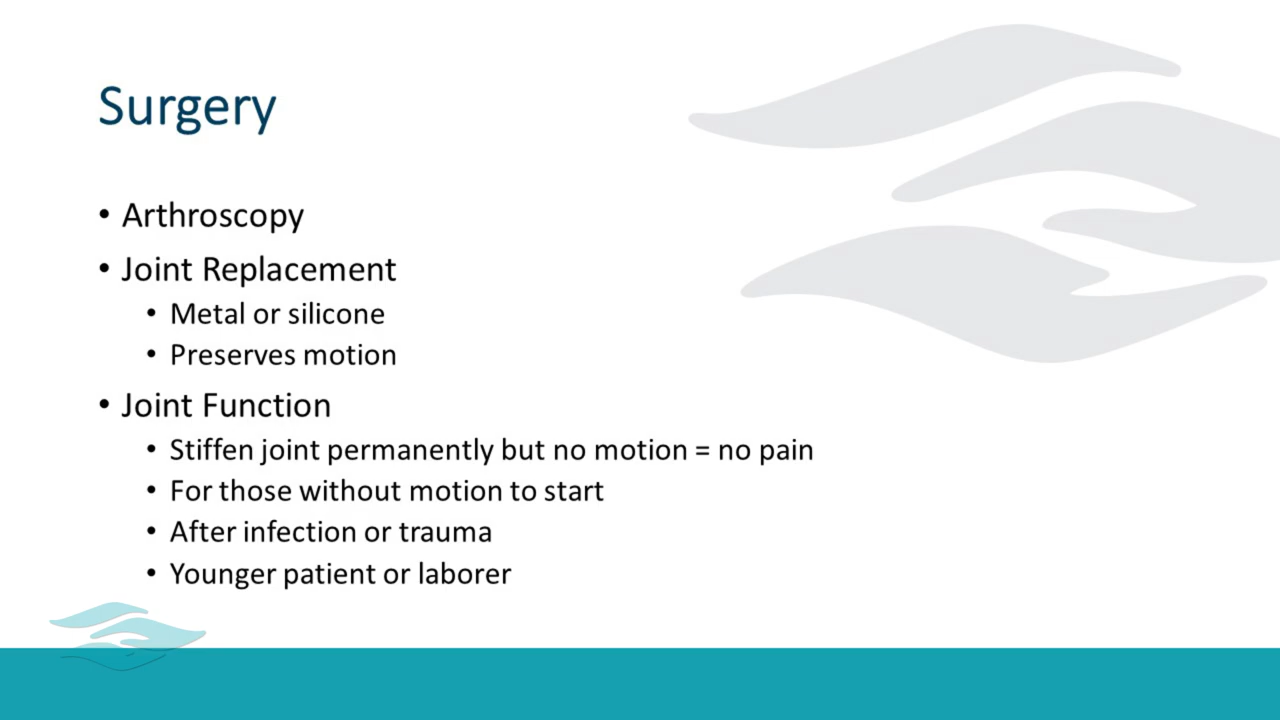 Surgery
• Arthroscopy
• Joint Replacement
• Metal or silicone
• Preserves motion
• Joint Function
• Stiffen joint permanently but no motion = no pain
• For those without motion to start
• After infection or trauma
• Younger patient or laborer